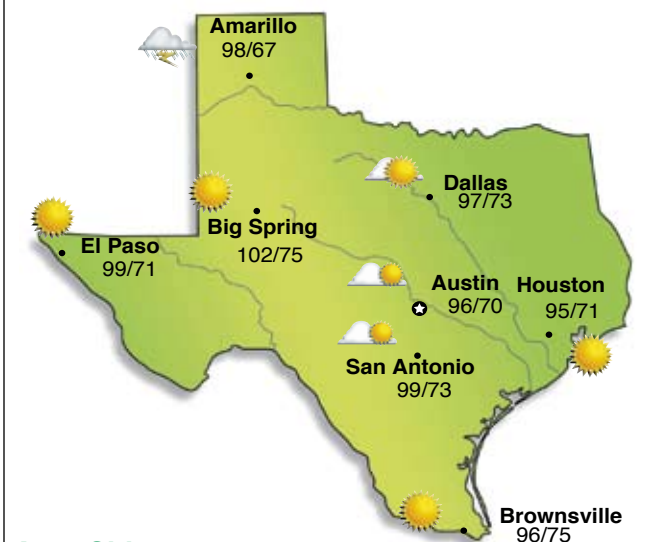 Amarillo
98/67
Dallas
97/73
Big Spring
102/75
El Paso
99/71
Austin
96/70
Houston
95/71
San Antonio
99/73
Brownsville
96/75